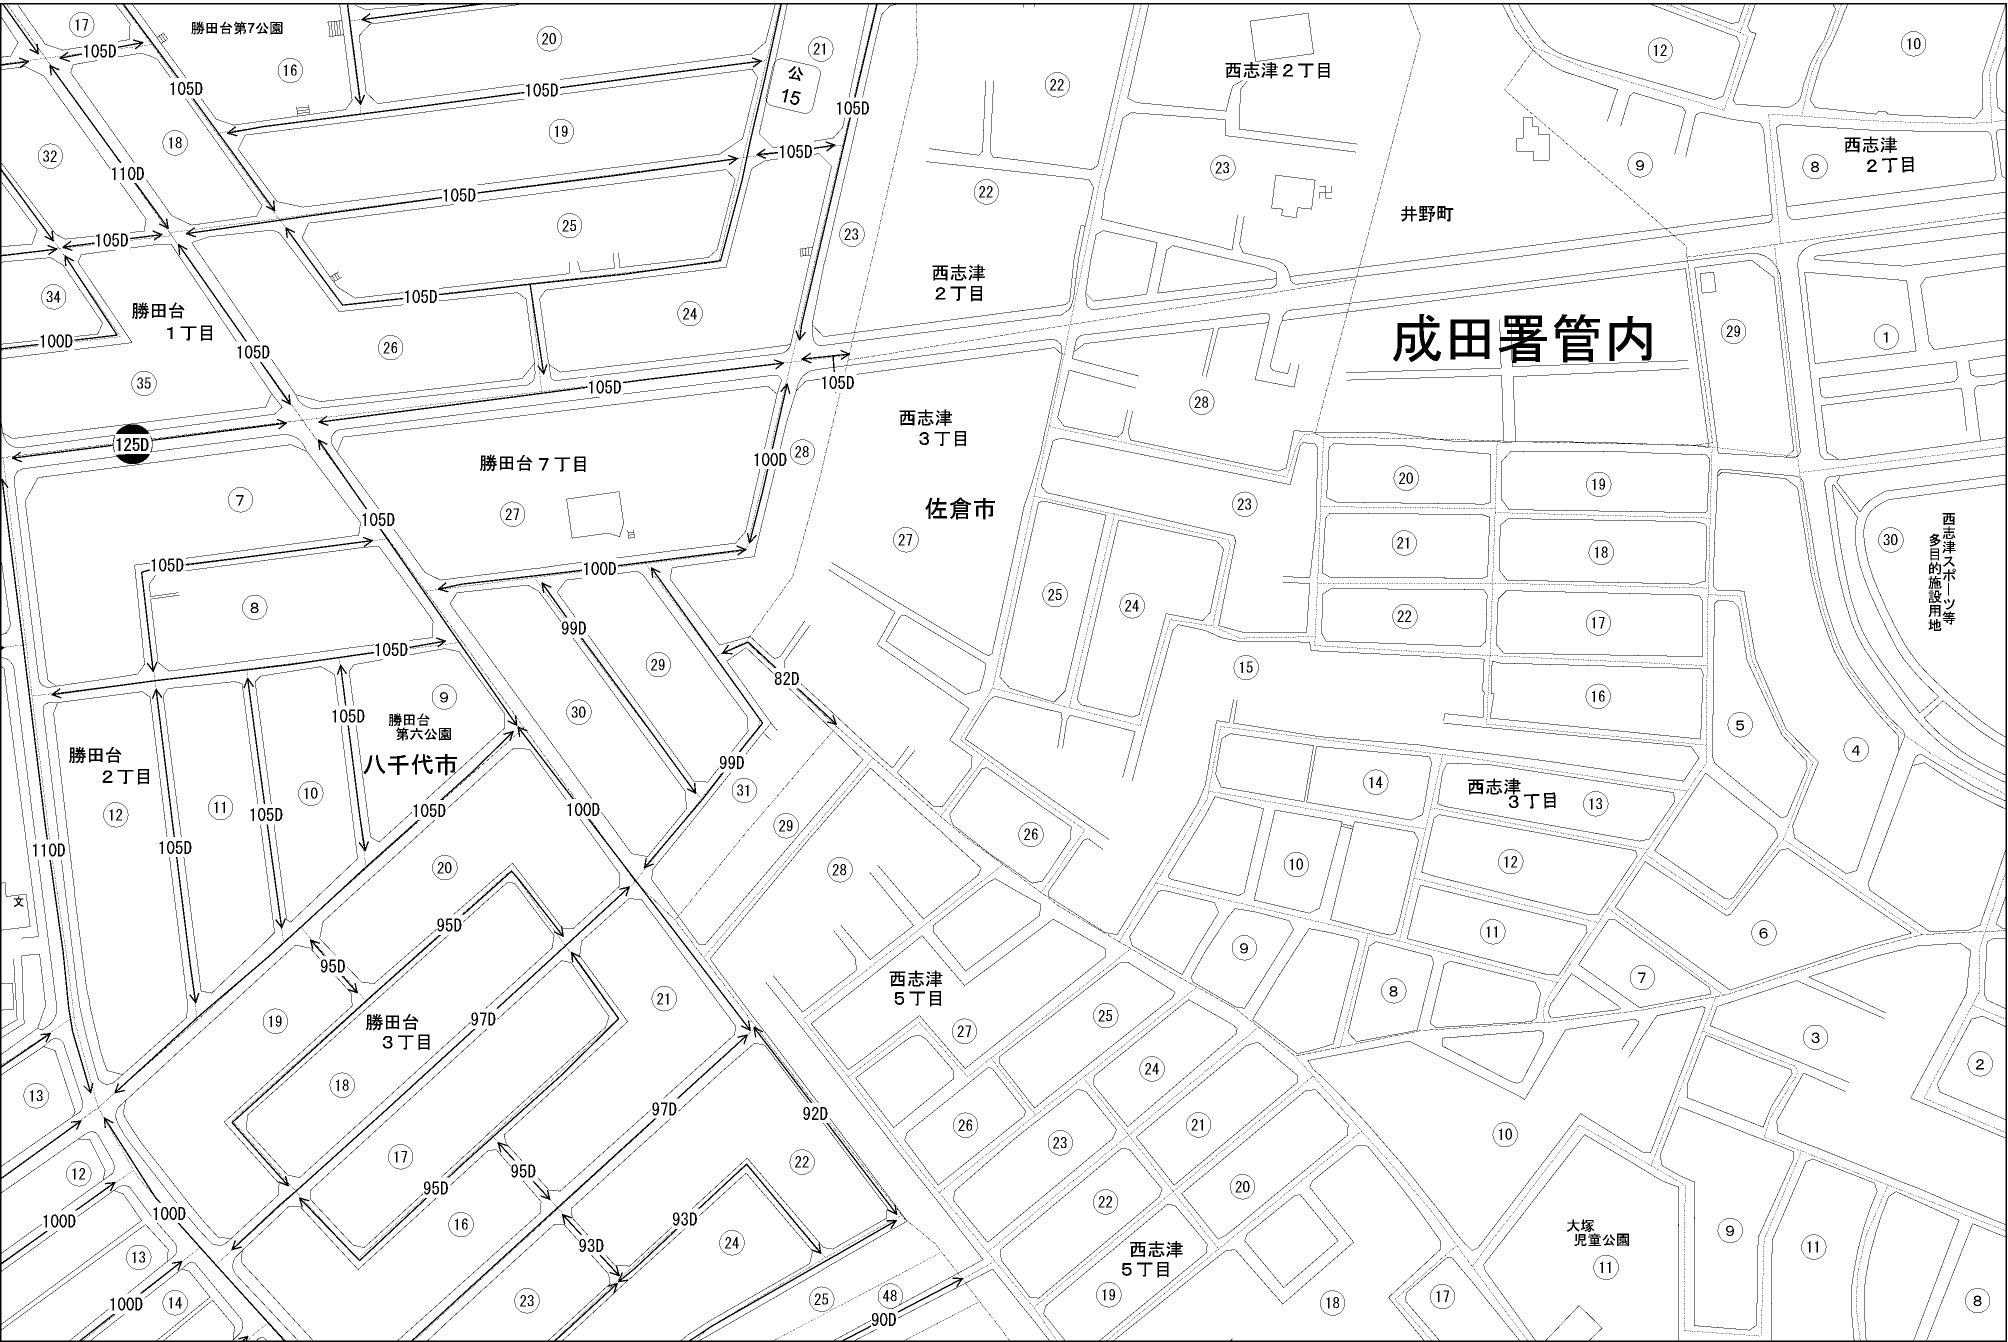 17
勝田台第7公園
20
21
12
10
105D
16
公
15
22
西志津２丁目
105D
105D
105D
18
19
32
110D
105D
23
9
西志津
２丁目
8
105D
22
井野町
25
23
105D
34
勝田台
１丁目
105D
24
西志津
２丁目
成田署管内
29
1
100D
26
105D
35
105D
105D
28
125D
勝田台７丁目
西志津
３丁目
100D
28
20
19
7
27
佐倉市
23
105D
27
21
18
30
西志津スポーツ等
多目的施設用地
105D
100D
8
99D
25
24
22
17
105D
29
15
82D
9
16
105D
30
勝田台
第六公園
5
4
勝田台
２丁目
八千代市
99D
14
西志津
３丁目
13
12
11
10
105D
100D
31
105D
29
26
110D
105D
20
28
10
12
文
95D
11
6
9
95D
西志津
５丁目
7
8
21
19
勝田台
３丁目
97D
27
25
3
18
24
2
13
97D
92D
26
21
23
10
17
22
12
95D
95D
22
20
100D
100D
16
93D
24
大塚
児童公園
9
13
93D
西志津
５丁目
11
11
100D
14
23
25
48
90D
19
18
17
8